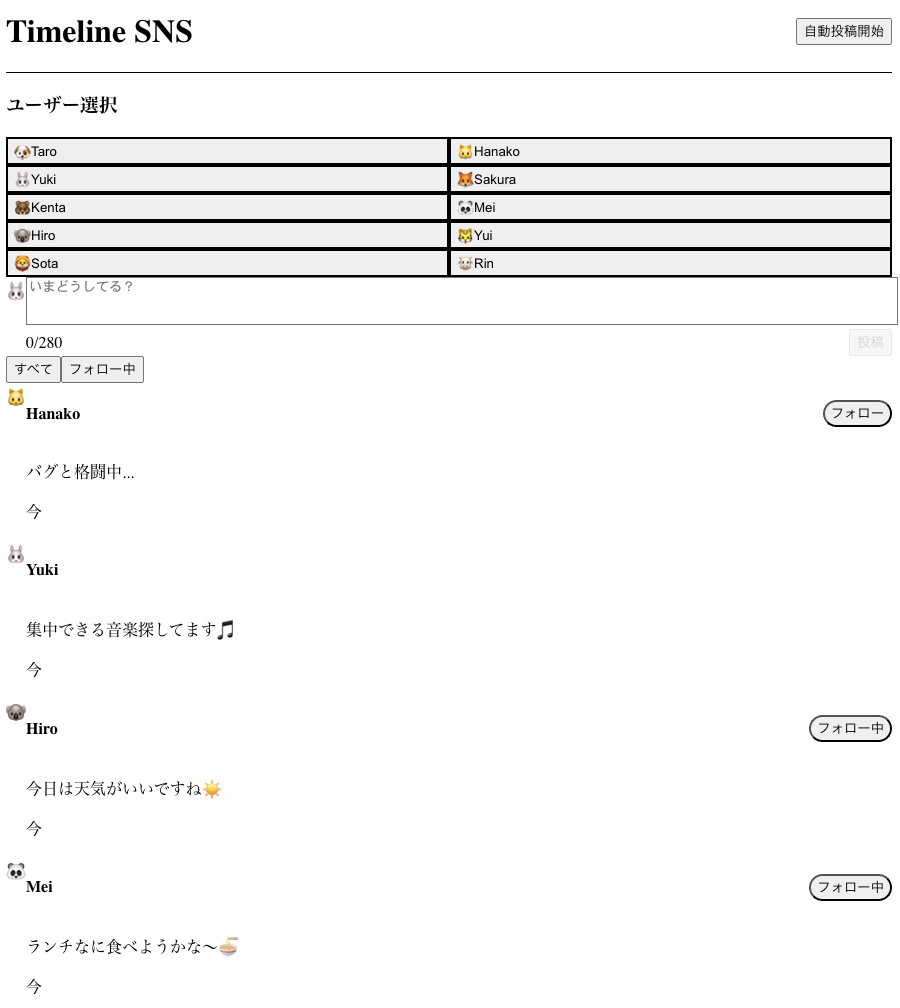 Timeline SNS
自動投稿開始
ユーザー選択
🐶Taro
🐱Hanako
🐰Yuki
🦊Sakura
🐻Kenta
🐼Mei
🐨Hiro
🐯Yui
🦁Sota
🐮Rin
🐰 いまどうしてる？
0/280
投稿
すべて フォロー中
🐱 Hanako
フォロー
バグと格闘中...
今
🐰 Yuki
集中できる音楽探してます🎵
今
🐨 Hiro
フォロー中
今日は天気がいいですね☀️
今
🐼 Mei
フォロー中
ランチなに食べようかな〜🍜
今